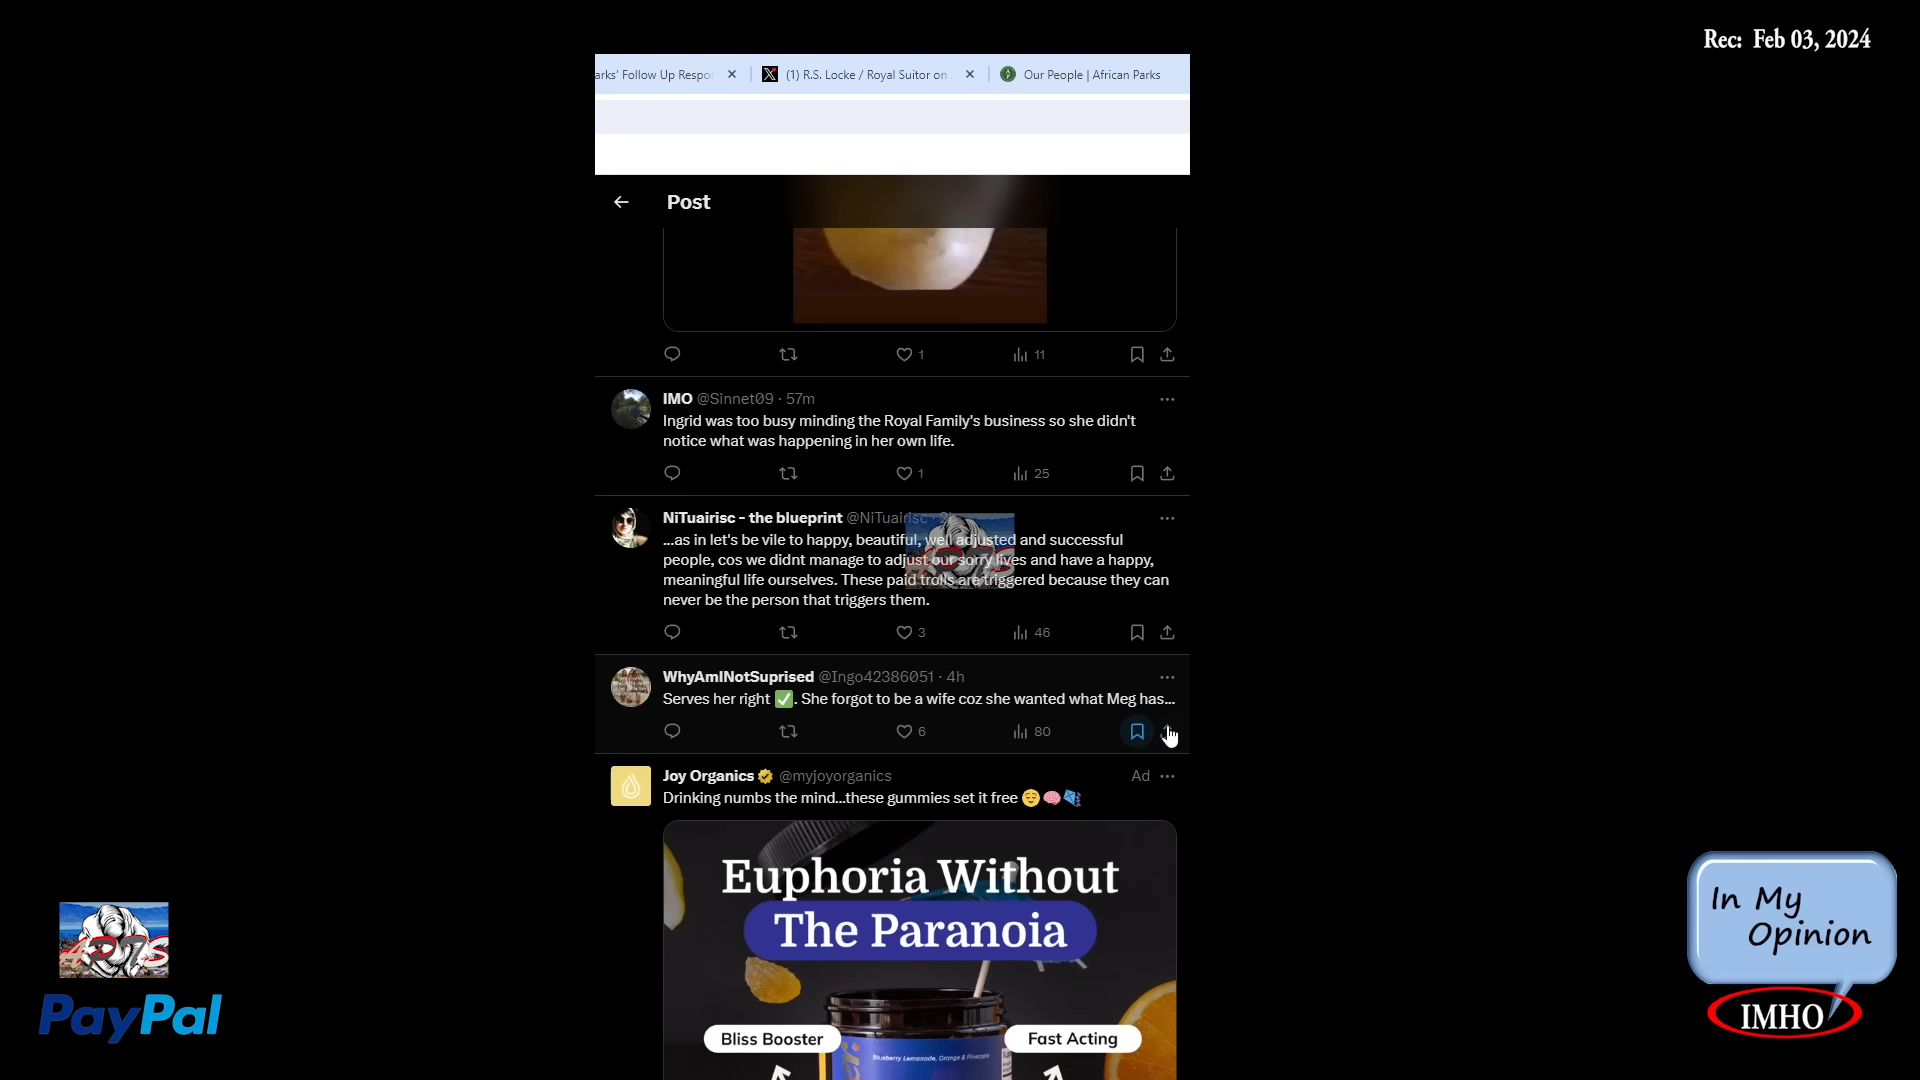 Rec: Feb 03, 2024
arks' Follow Up Respo
(1) R.S. Locke / Royal Suitor on
Our People | African Parks
Post
1
11
IMO @Sinnet09 · 57m
Ingrid was too busy minding the Royal Family's business so she didn't
notice what was happening in her own life.
1
25
NiTuairisc - the blueprint @NiTuairisc · 2h
...as in let's be vile to happy, beautiful, well adjusted and successful
people, cos we didnt manage to adjust our sorry lives and have a happy,
meaningful life ourselves. These paid trolls are triggered because they can
never be the person that triggers them.
3
46
WhyAmINotSuprised @Ingo42386051 · 4h
Serves her right ✅. She forgot to be a wife coz she wanted what Meg has...
6
80
Joy Organics @myjoyorganics
Ad
Drinking numbs the mind...these gummies set it free 😌🧠🪁
Euphoria Without
The Paranoia
Bliss Booster
Fast Acting
Blueberry Lemonade, Orange & Pineapple
PayPal
In My
Opinion
IMHO